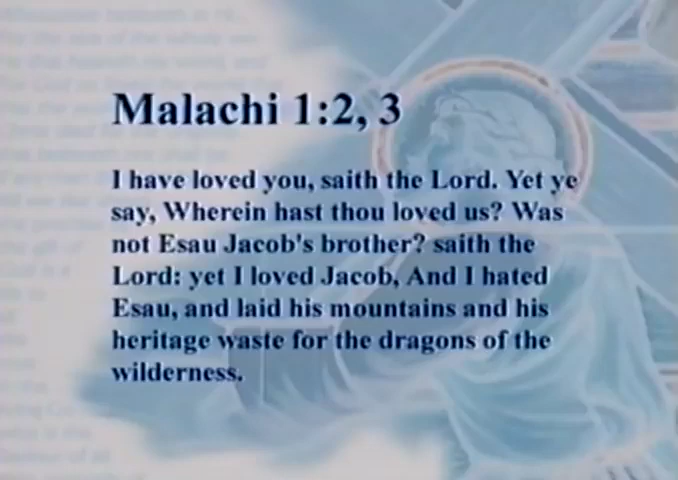 Malachi 1:2, 3
I have loved you, saith the Lord. Yet ye
say, Wherein hast thou loved us? Was
not Esau Jacob's brother? saith the
Lord: yet I loved Jacob, And I hated
Esau, and laid his mountains and his
heritage waste for the dragons of the
wilderness.